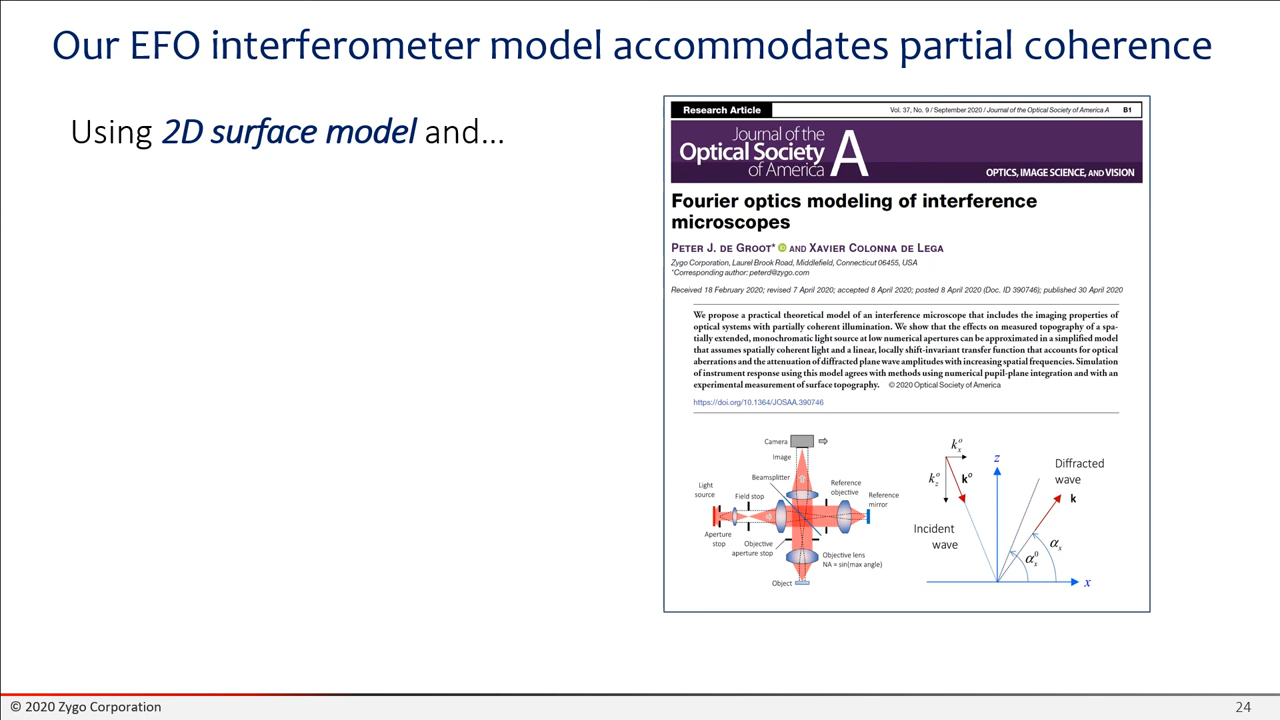 Our EFO interferometer model accommodates partial coherence
Using 2D surface model and...
Research Article
Vol. 37, No. 9 / September 2020 / Journal of the Optical Society of America A B1
Journal of the
Optical Society
of America
A
OPTICS, IMAGE SCIENCE, AND VISION
Fourier optics modeling of interference
microscopes
PETER J. DE GROOT* iD AND XAVIER COLONNA DE LEGA
Zygo Corporation, Laurel Brook Road, Middlefield, Connecticut 06455, USA
*Corresponding author: peterd@zygo.com
Received 18 February 2020; revised 7 April 2020; accepted 8 April 2020; posted 8 April 2020 (Doc. ID 390746); published 30 April 2020
We propose a practical theoretical model of an interference microscope that includes the imaging properties of
optical systems with partially coherent illumination. We show that the effects on measured topography of a spa-
tially extended, monochromatic light source at low numerical apertures can be approximated in a simplified model
that assumes spatially coherent light and a linear, locally shift-invariant transfer function that accounts for optical
aberrations and the attenuation of diffracted plane wave amplitudes with increasing spatial frequencies. Simulation
of instrument response using this model agrees with methods using numerical pupil-plane integration and with an
experimental measurement of surface topography. © 2020 Optical Society of America
https://doi.org/10.1364/JOSAA.390746
Camera
Image
Beamsplitter
Light
source
Field stop
Reference
objective
Reference
mirror
Aperture
stop
Objective
aperture stop
Objective lens
NA = sin(max angle)
Object
kₓᵒ
k_zᵒ
kᵒ
z
Diffracted
wave
k
Incident
wave
αₓ
αₓ⁰
x
© 2020 Zygo Corporation
24